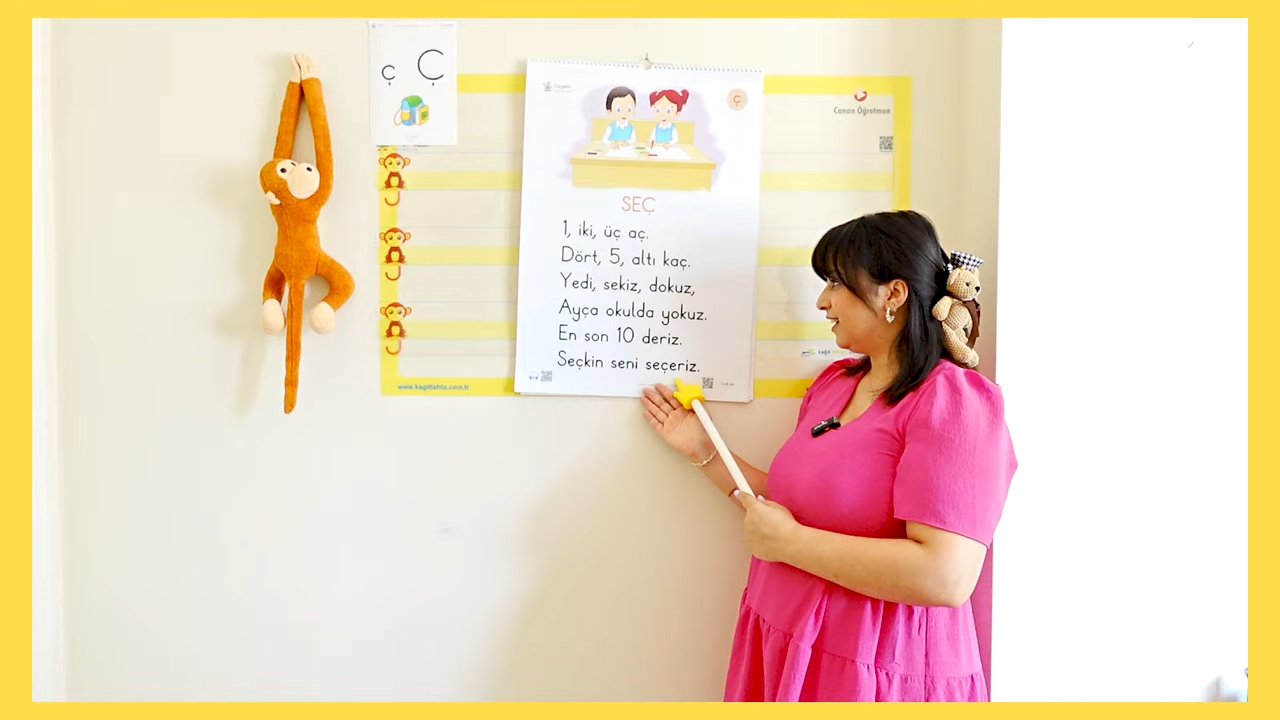 ç Ç
ç
Canan Öğretmen
SEÇ
1, iki, üç aç.
Dört, 5, altı kaç.
Yedi, sekiz, dokuz,
Ayça okulda yokuz.
En son 10 deriz.
Seçkin seni seçeriz.
www.kagittahta.com.tr